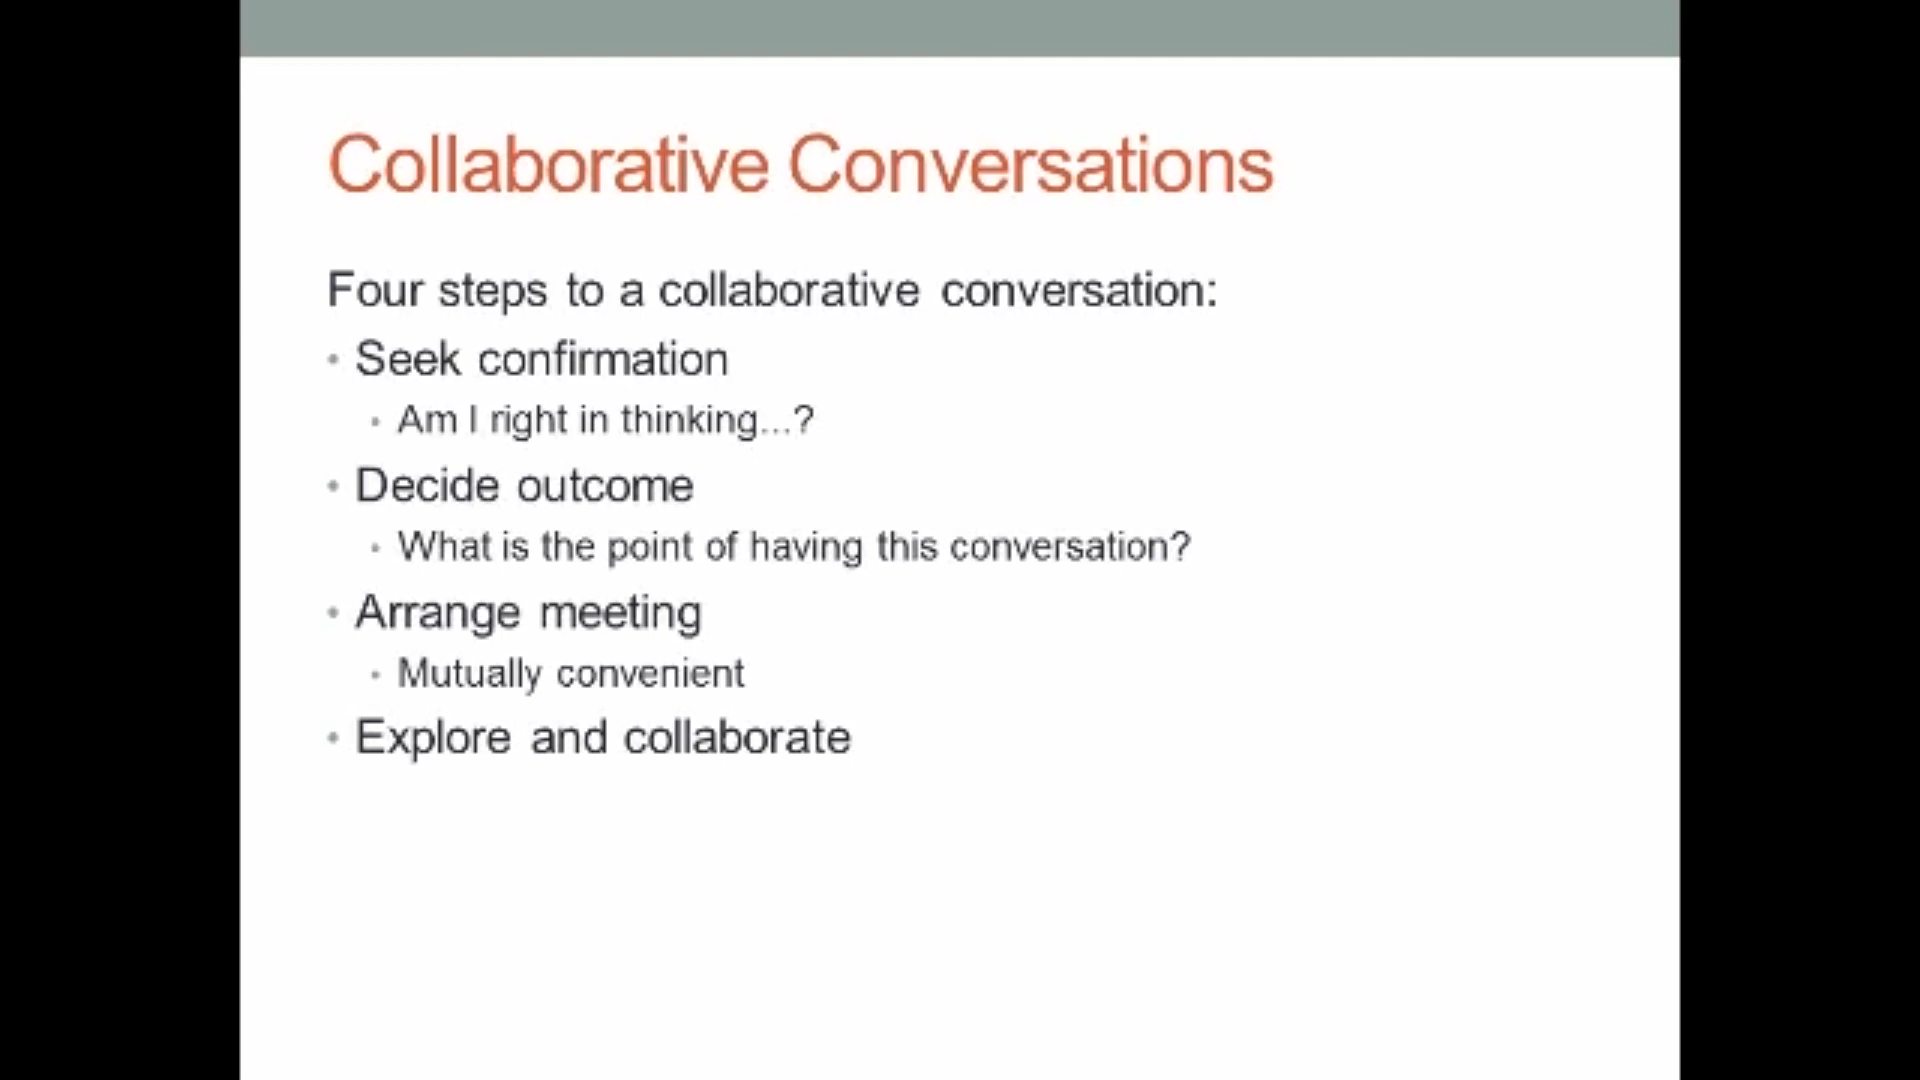 Collaborative Conversations
Four steps to a collaborative conversation:
• Seek confirmation
• Am I right in thinking...?
• Decide outcome
• What is the point of having this conversation?
• Arrange meeting
• Mutually convenient
• Explore and collaborate